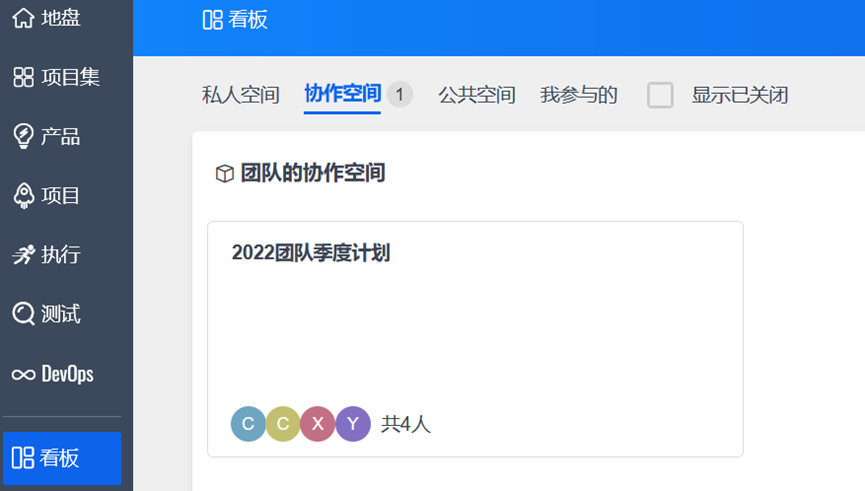 地盘
项目集
产品
项目
执行
测试
DevOps
看板
看板
私人空间 协作空间 1 公共空间 我参与的 显示已关闭
团队的协作空间
2022团队季度计划
C C X Y 共4人